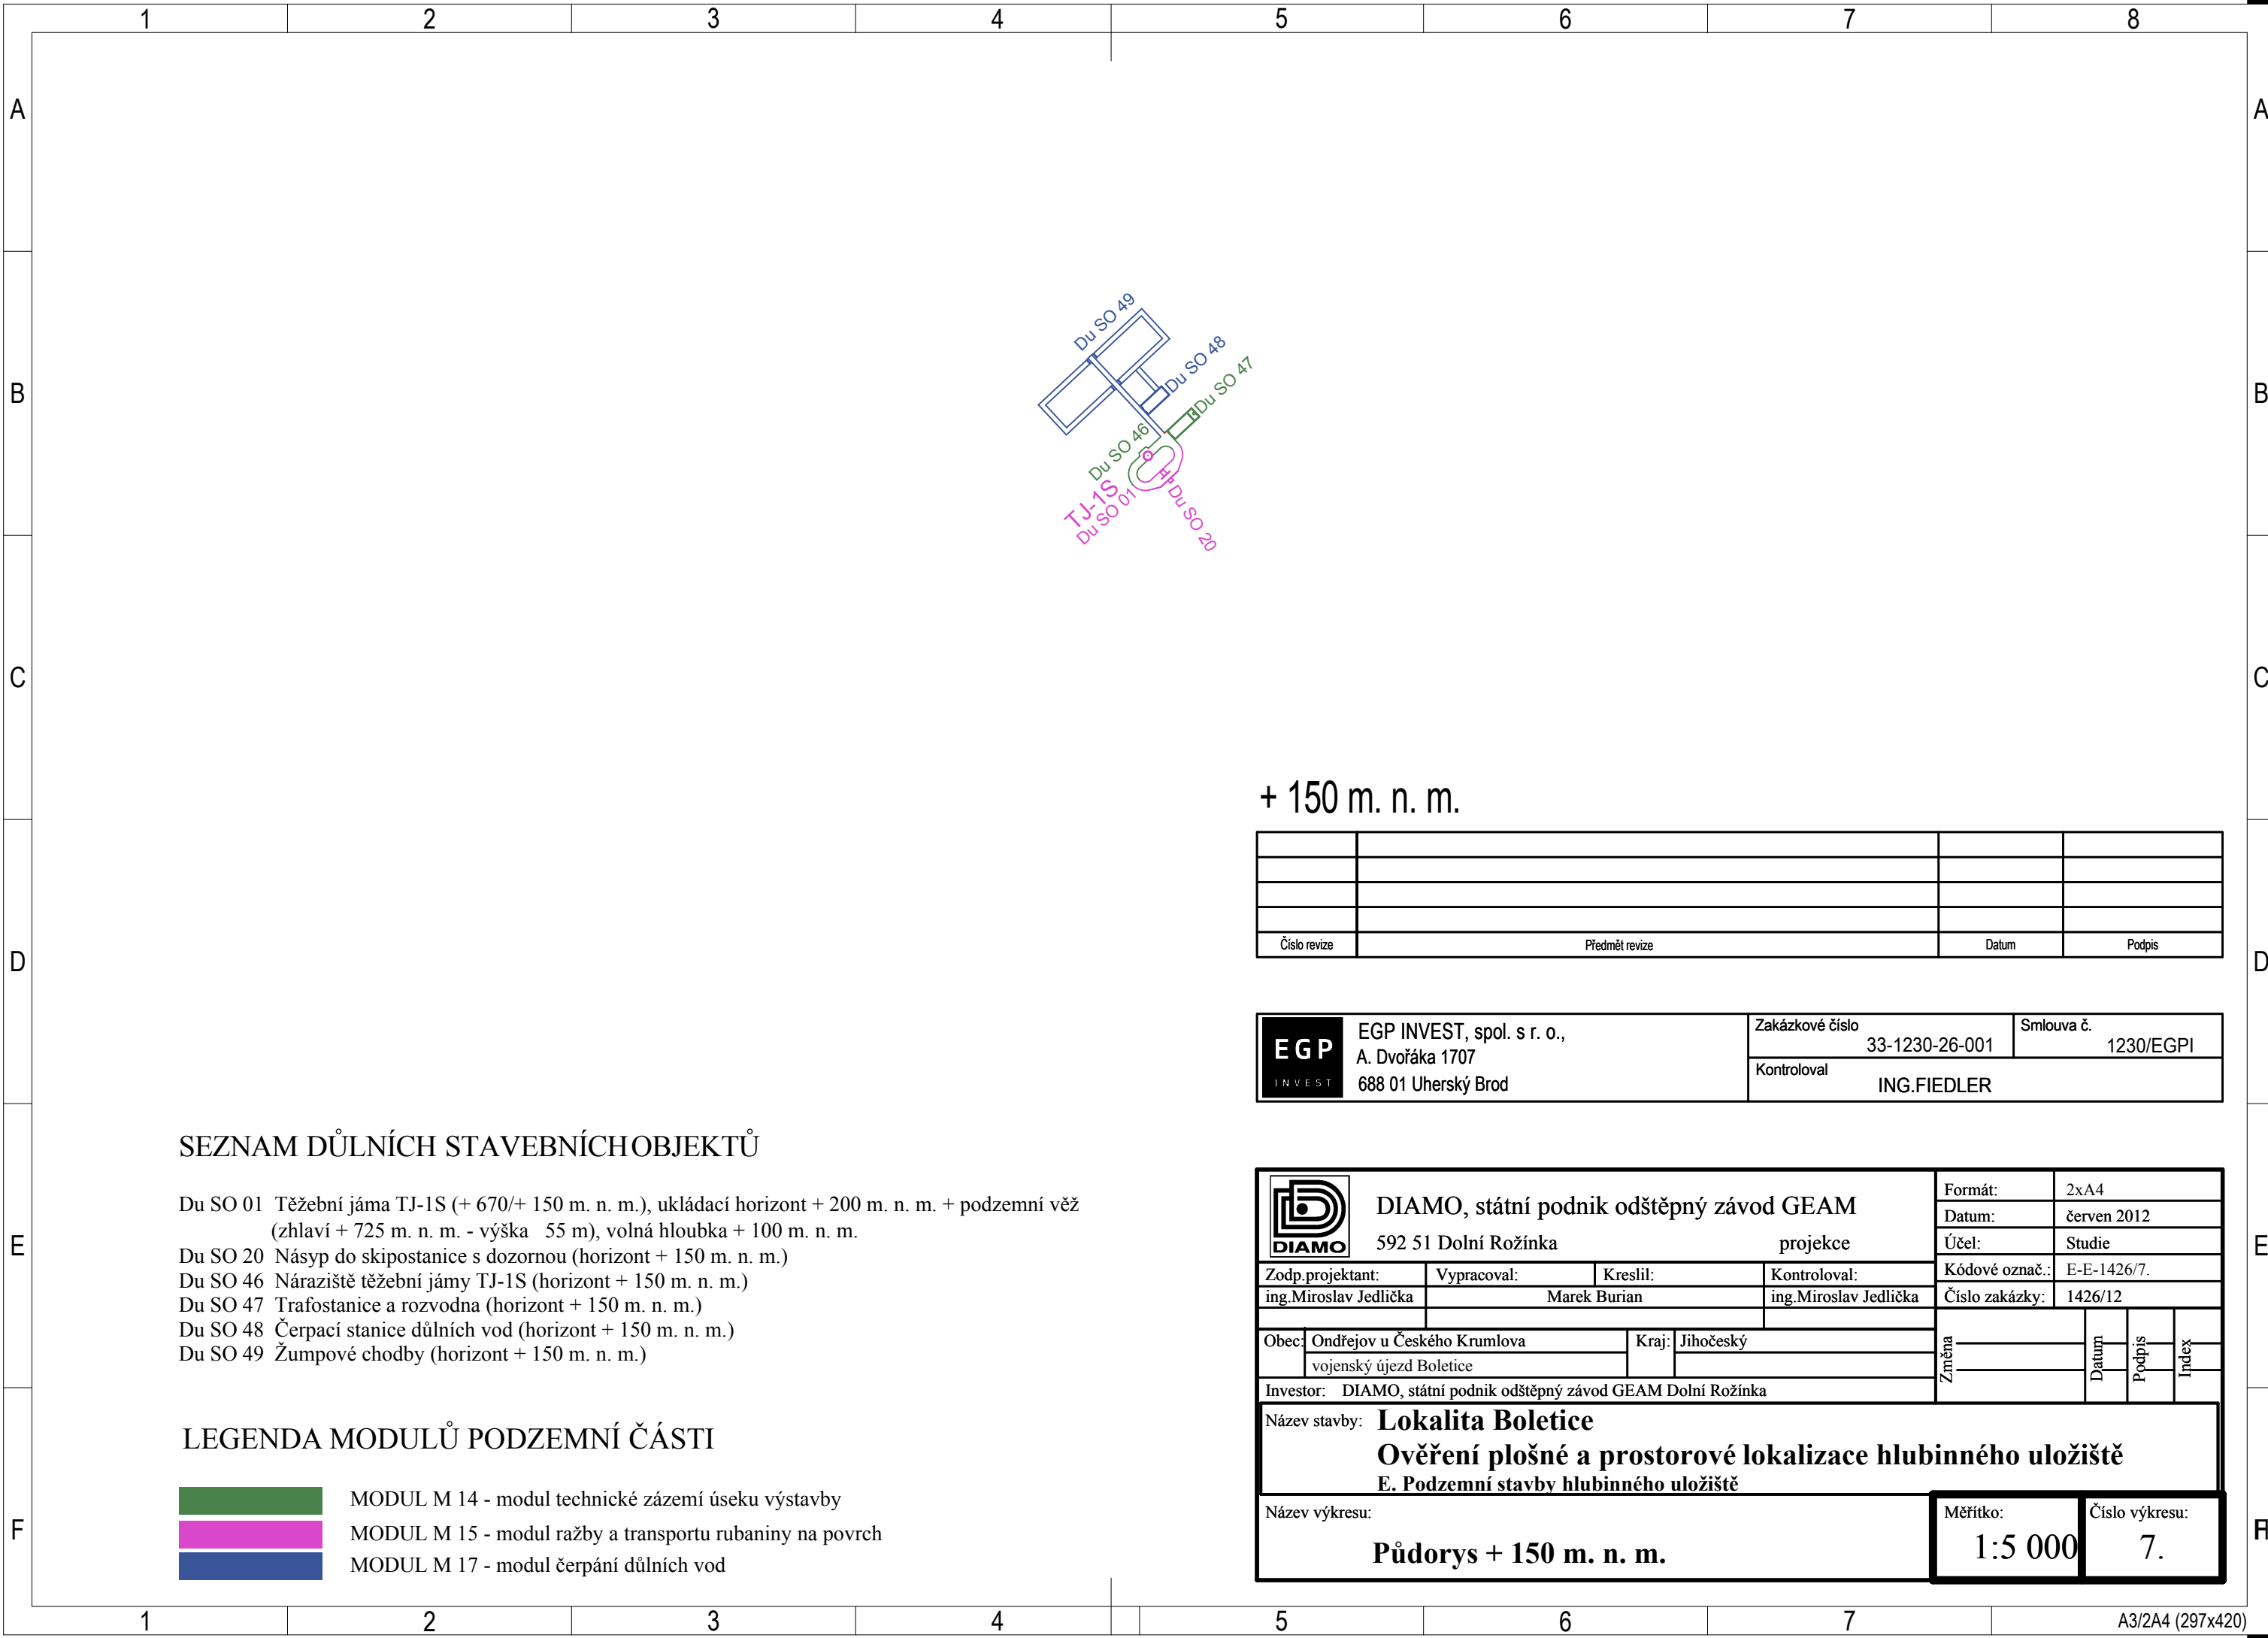 1 2 3 4 5 6 7 8
A A
B B
C C
D D
E E
F F
Du SO 49
Du SO 48
Du SO 47
Du SO 46
TJ-1S
Du SO 01
Du SO 20
+ 150 m. n. m.
Číslo revize Předmět revize Datum Podpis
EGP INVEST
EGP INVEST, spol. s r. o.,
A. Dvořáka 1707
688 01 Uherský Brod
Zakázkové číslo
33-1230-26-001
Smlouva č.
1230/EGPI
Kontroloval
ING.FIEDLER
SEZNAM DŮLNÍCH STAVEBNÍCH OBJEKTŮ
Du SO 01 Těžební jáma TJ-1S (+ 670/+ 150 m. n. m.), ukládací horizont + 200 m. n. m. + podzemní věž
(zhlaví + 725 m. n. m. - výška 55 m), volná hloubka + 100 m. n. m.
Du SO 20 Násyp do skipostanice s dozornou (horizont + 150 m. n. m.)
Du SO 46 Náraziště těžební jámy TJ-1S (horizont + 150 m. n. m.)
Du SO 47 Trafostanice a rozvodna (horizont + 150 m. n. m.)
Du SO 48 Čerpací stanice důlních vod (horizont + 150 m. n. m.)
Du SO 49 Žumpové chodby (horizont + 150 m. n. m.)
LEGENDA MODULŮ PODZEMNÍ ČÁSTI
MODUL M 14 - modul technické zázemí úseku výstavby
MODUL M 15 - modul ražby a transportu rubaniny na povrch
MODUL M 17 - modul čerpání důlních vod
DIAMO
DIAMO, státní podnik odštěpný závod GEAM
592 51 Dolní Rožínka projekce
Formát: 2xA4
Datum: červen 2012
Účel: Studie
Kódové označ.: E-E-1426/7.
Číslo zakázky: 1426/12
Zodp.projektant: Vypracoval: Kreslil: Kontroloval:
ing.Miroslav Jedlička Marek Burian ing.Miroslav Jedlička
Obec: Ondřejov u Českého Krumlova Kraj: Jihočeský
vojenský újezd Boletice
Změna Datum Podpis Index
Investor: DIAMO, státní podnik odštěpný závod GEAM Dolní Rožínka
Název stavby: Lokalita Boletice
Ověření plošné a prostorové lokalizace hlubinného uložiště
E. Podzemní stavby hlubinného uložiště
Název výkresu:
Půdorys + 150 m. n. m.
Měřítko:
1:5 000
Číslo výkresu:
7.
1 2 3 4 5 6 7
A3/2A4 (297x420)